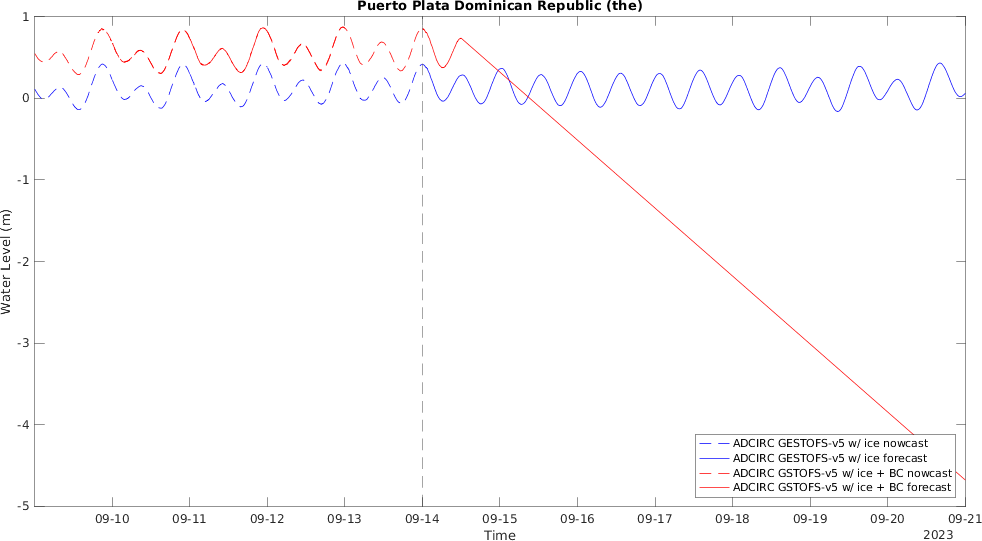 Puerto Plata Dominican Republic (the)
1
0
-1
-2
-3
-4
-5
Water Level (m)
ADCIRC GESTOFS-v5 w/ ice nowcast
ADCIRC GESTOFS-v5 w/ ice forecast
ADCIRC GSTOFS-v5 w/ ice + BC nowcast
ADCIRC GSTOFS-v5 w/ ice + BC forecast
09-10 09-11 09-12 09-13 09-14 09-15 09-16 09-17 09-18 09-19 09-20 09-21
Time
2023